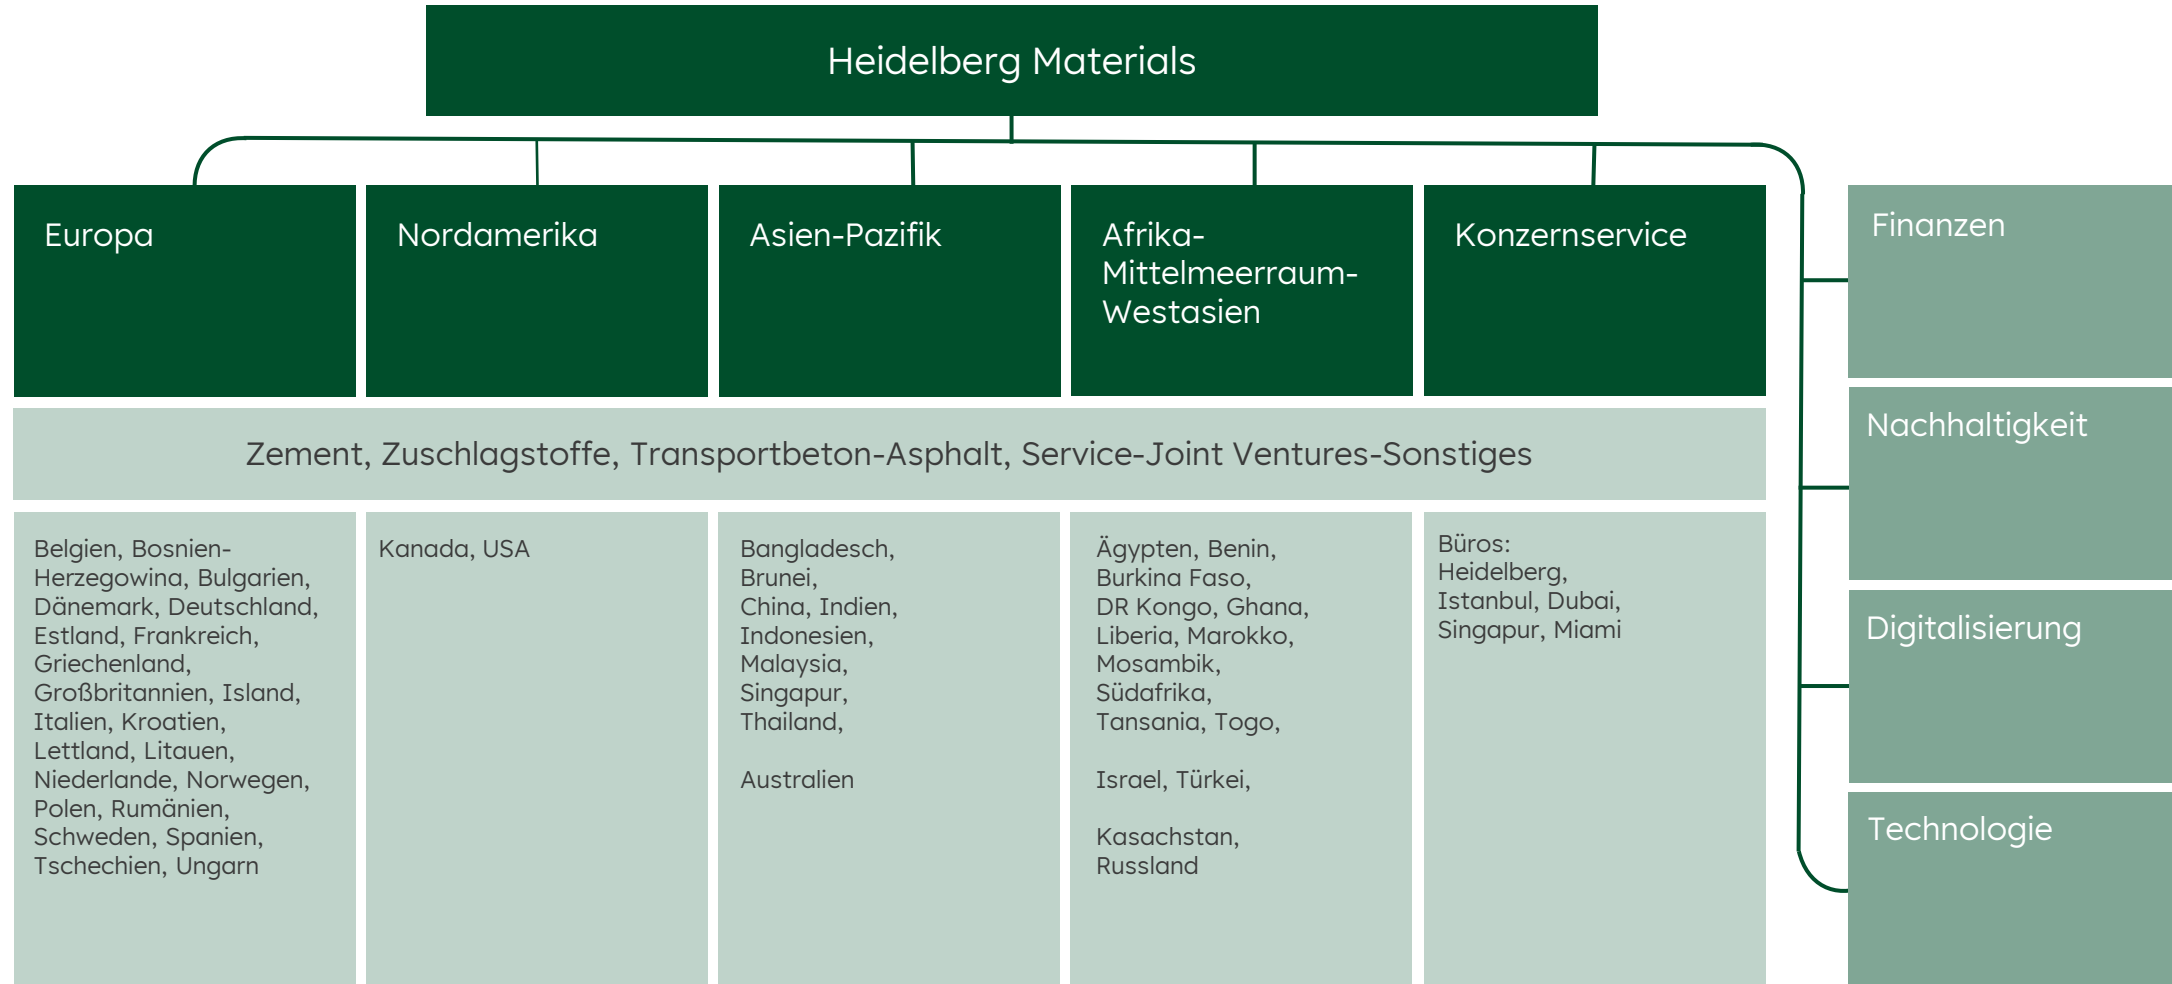 Heidelberg Materials
Europa
Nordamerika
Asien-Pazifik
Afrika-
Mittelmeerraum-
Westasien
Konzernservice
Finanzen
Nachhaltigkeit
Digitalisierung
Technologie
Zement, Zuschlagstoffe, Transportbeton-Asphalt, Service-Joint Ventures-Sonstiges
Belgien, Bosnien-
Herzegowina, Bulgarien,
Dänemark, Deutschland,
Estland, Frankreich,
Griechenland,
Großbritannien, Island,
Italien, Kroatien,
Lettland, Litauen,
Niederlande, Norwegen,
Polen, Rumänien,
Schweden, Spanien,
Tschechien, Ungarn
Kanada, USA
Bangladesch,
Brunei,
China, Indien,
Indonesien,
Malaysia,
Singapur,
Thailand,
Australien
Ägypten, Benin,
Burkina Faso,
DR Kongo, Ghana,
Liberia, Marokko,
Mosambik,
Südafrika,
Tansania, Togo,
Israel, Türkei,
Kasachstan,
Russland
Büros:
Heidelberg,
Istanbul, Dubai,
Singapur, Miami